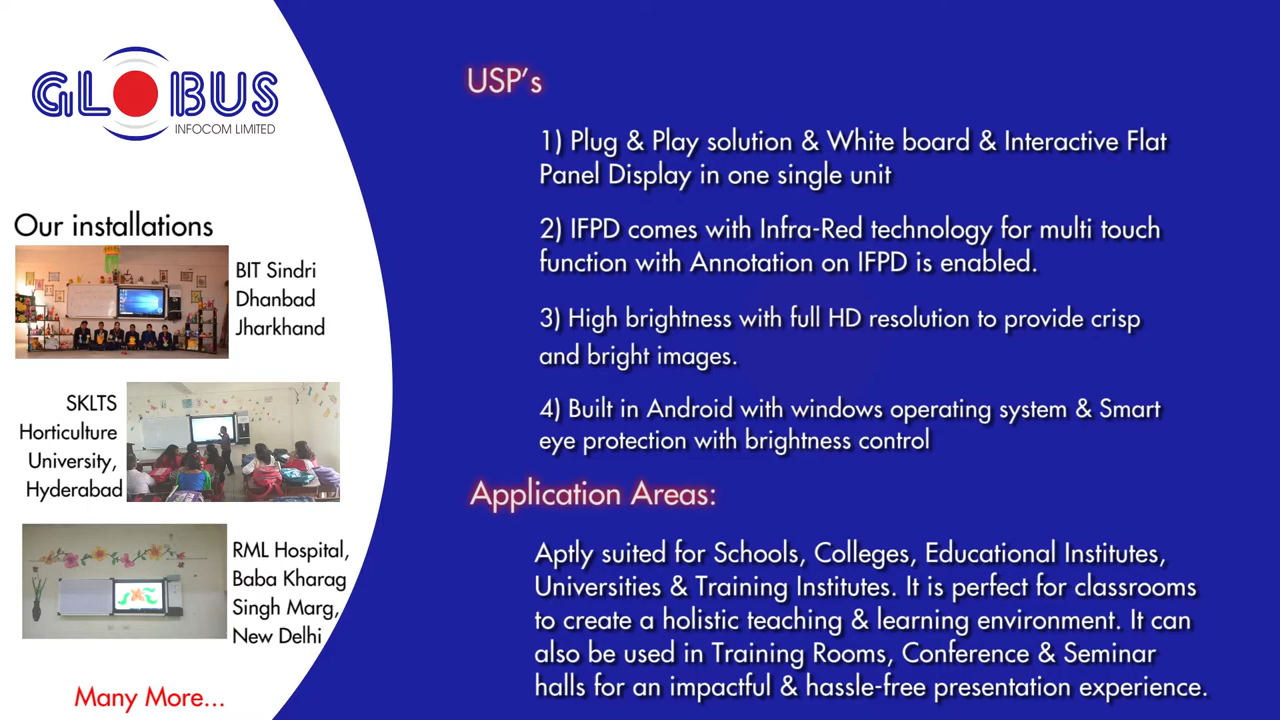 GLOBUS
INFOCOM LIMITED
Our installations
BIT Sindri
Dhanbad
Jharkhand
SKLTS
Horticulture
University,
Hyderabad
RML Hospital,
Baba Kharag
Singh Marg,
New Delhi
Many More...
USP's
1) Plug & Play solution & White board & Interactive Flat
Panel Display in one single unit
2) IFPD comes with Infra-Red technology for multi touch
function with Annotation on IFPD is enabled.
3) High brightness with full HD resolution to provide crisp
and bright images.
4) Built in Android with windows operating system & Smart
eye protection with brightness control
Application Areas:
Aptly suited for Schools, Colleges, Educational Institutes,
Universities & Training Institutes. It is perfect for classrooms
to create a holistic teaching & learning environment. It can
also be used in Training Rooms, Conference & Seminar
halls for an impactful & hassle-free presentation experience.